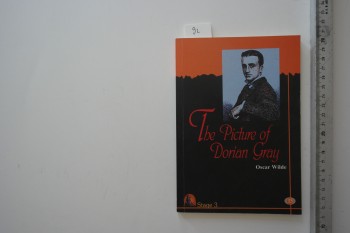 The Picture of
Dorian Gray
Oscar Wilde
Stage 3